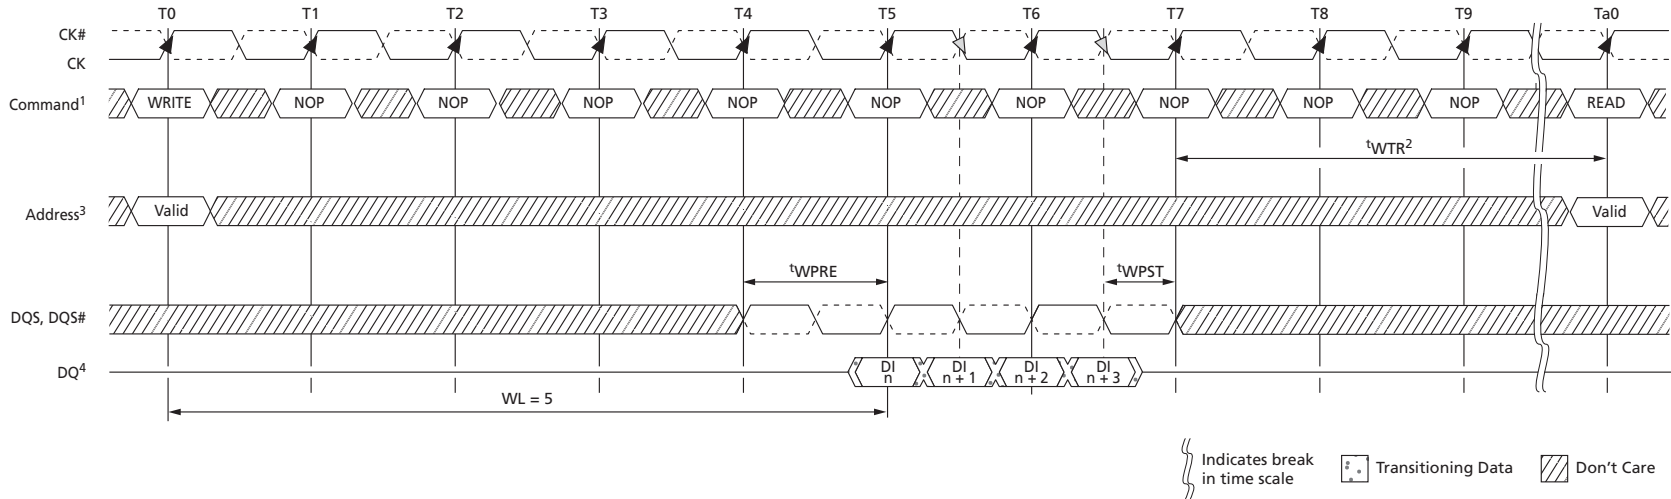 T0 T1 T2 T3 T4 T5 T6 T7 T8 T9 Ta0
CK#
CK
Command1 WRITE NOP NOP NOP NOP NOP NOP NOP NOP NOP READ
tWTR2
Address3 Valid Valid
tWPRE tWPST
DQS, DQS#
DQ4 DI n DI n + 1 DI n + 2 DI n + 3
WL = 5
Indicates break in time scale
Transitioning Data
Don't Care